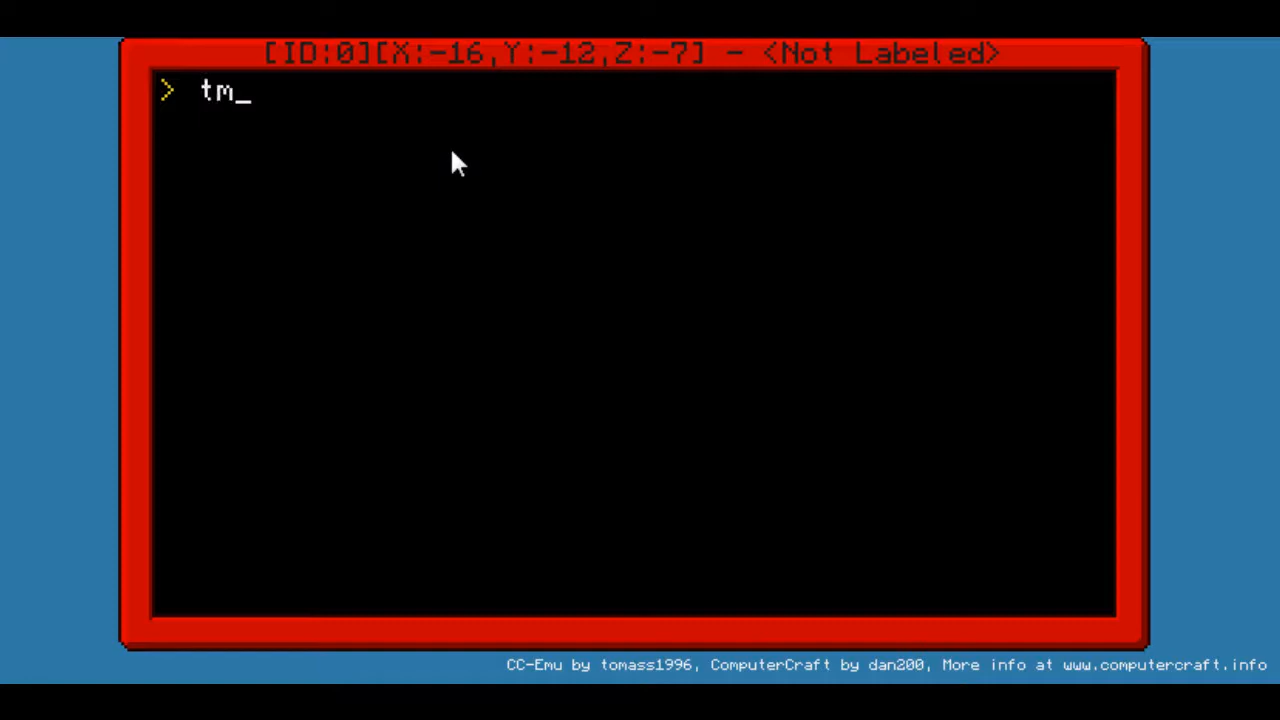 [ID:0][X:-16,Y:-12,Z:-7] - <Not Labeled>
> tm_
CC-Emu by tomass1996, ComputerCraft by dan200, More info at www.computercraft.info